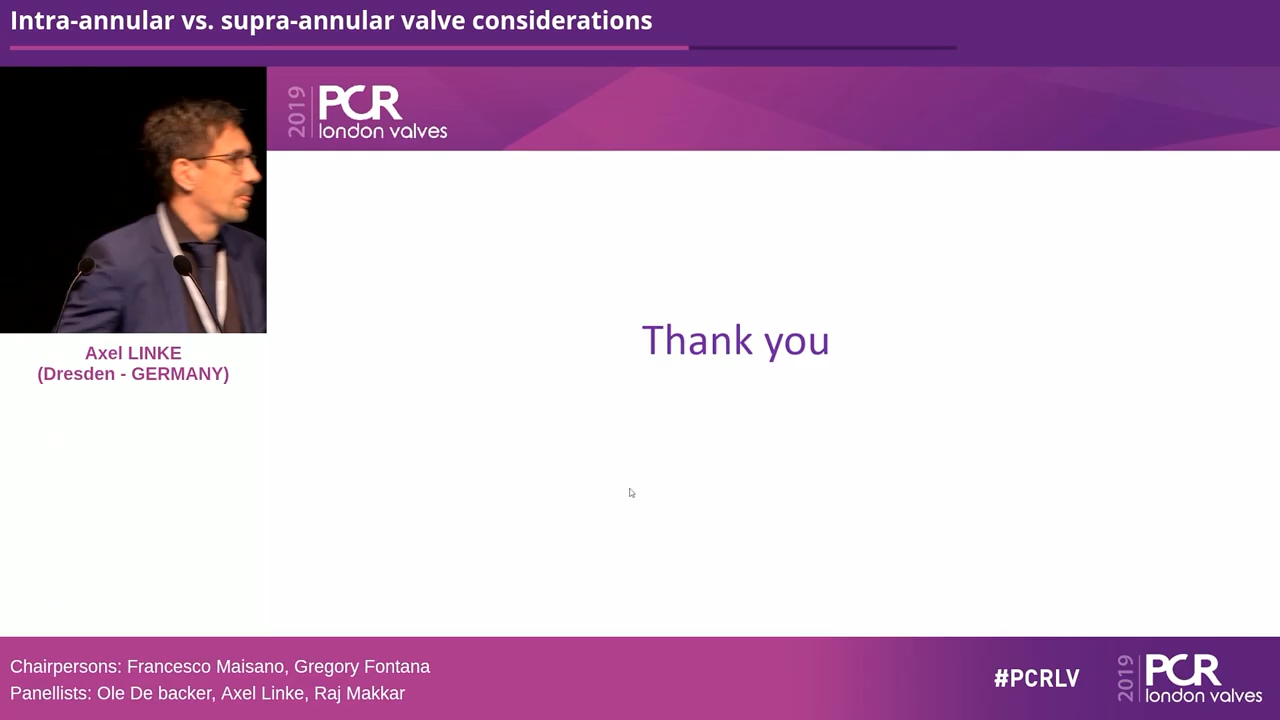 Intra-annular vs. supra-annular valve considerations
2019
PCR
london valves
Axel LINKE
(Dresden - GERMANY)
Thank you
Chairpersons: Francesco Maisano, Gregory Fontana
Panellists: Ole De backer, Axel Linke, Raj Makkar
#PCRLV
2019
PCR
london valves